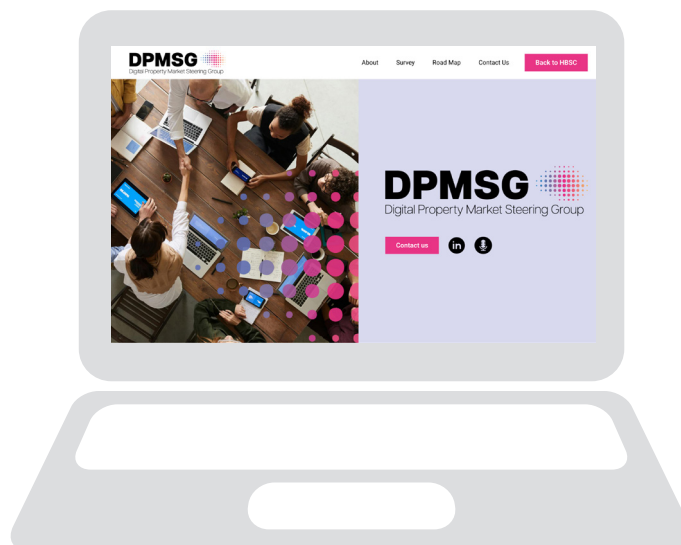 DPMSG
Digital Property Market Steering Group
About
Survey
Road Map
Contact Us
Back to HBSC
DPMSG
Digital Property Market Steering Group
Contact us
in